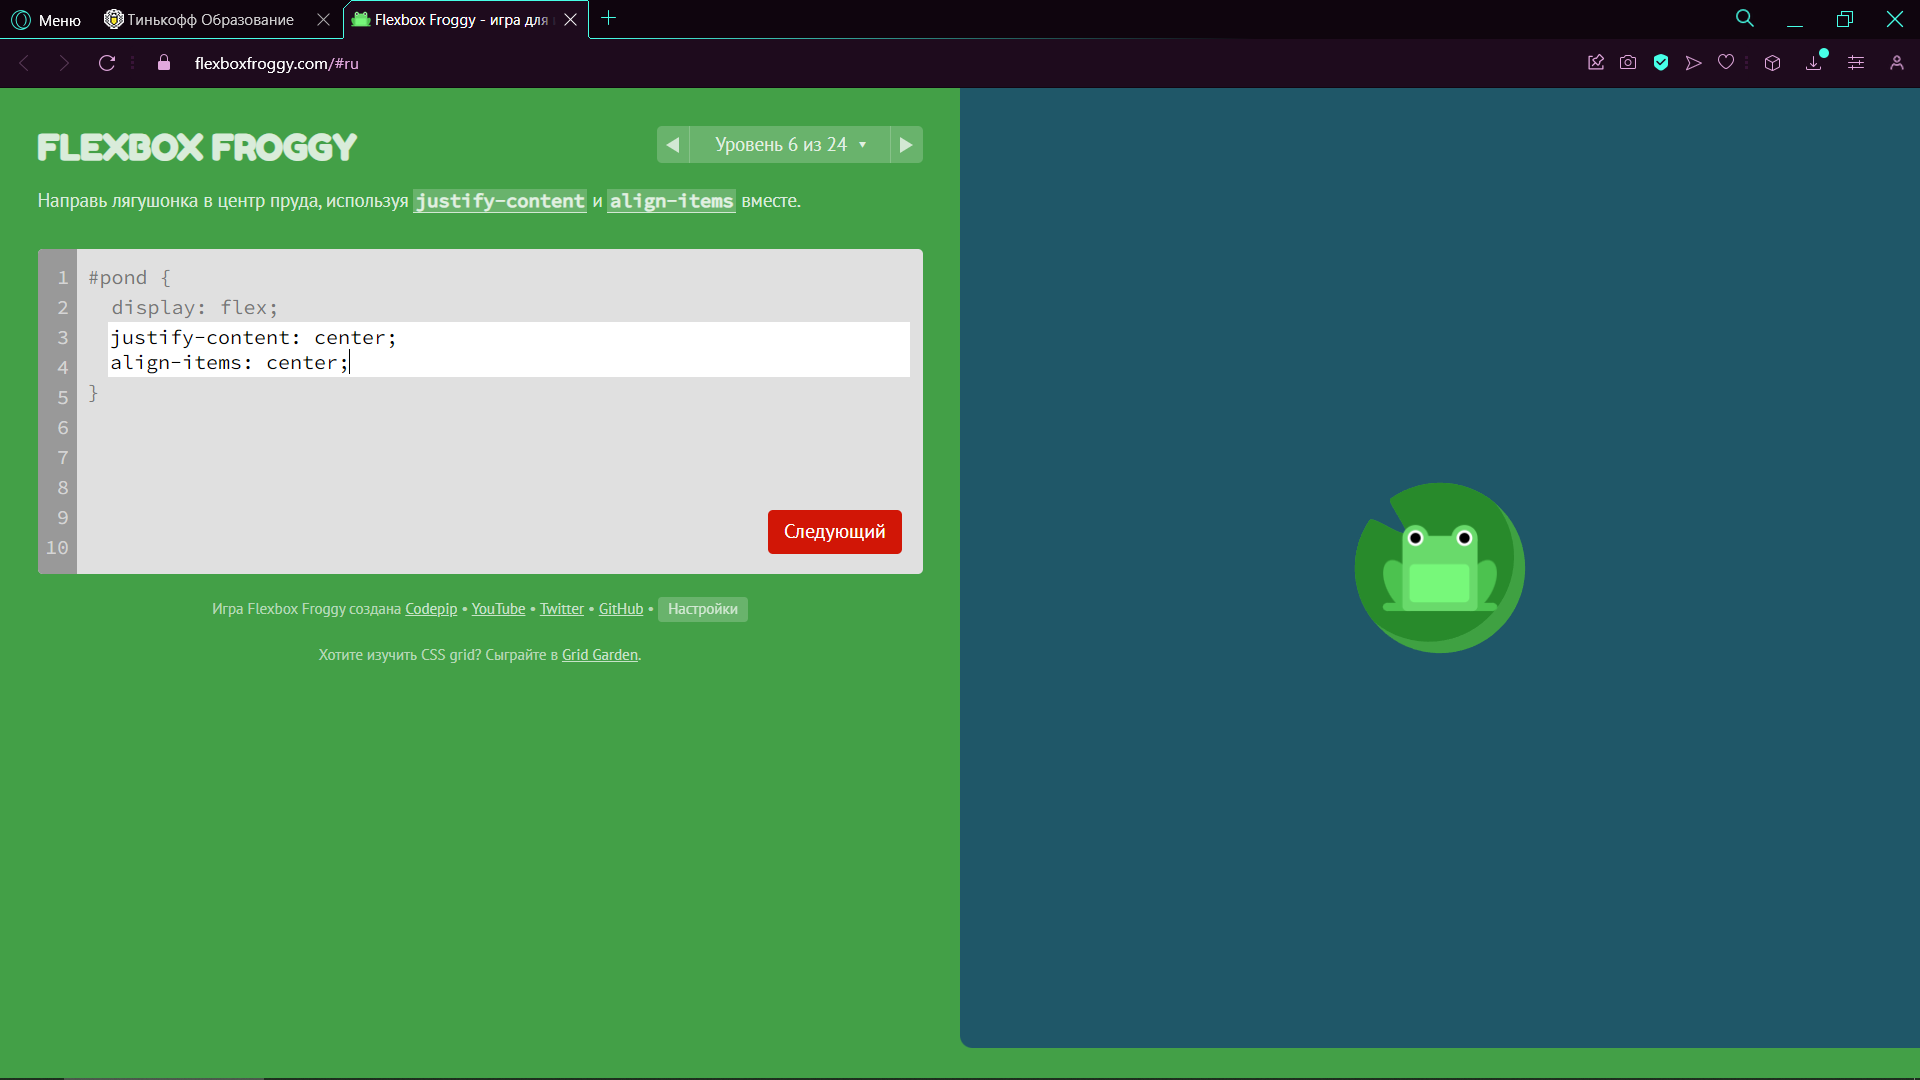 Меню
Тинькофф Образование
Flexbox Froggy - игра для
flexboxfroggy.com/#ru
FLEXBOX FROGGY
Уровень 6 из 24
Направь лягушонка в центр пруда, используя justify-content и align-items вместе.
1 #pond {
2 display: flex;
3 justify-content: center;
4 align-items: center;
5 }
6
7
8
9
10
Следующий
Игра Flexbox Froggy создана Codepip • YouTube • Twitter • GitHub • Настройки
Хотите изучить CSS grid? Сыграйте в Grid Garden.